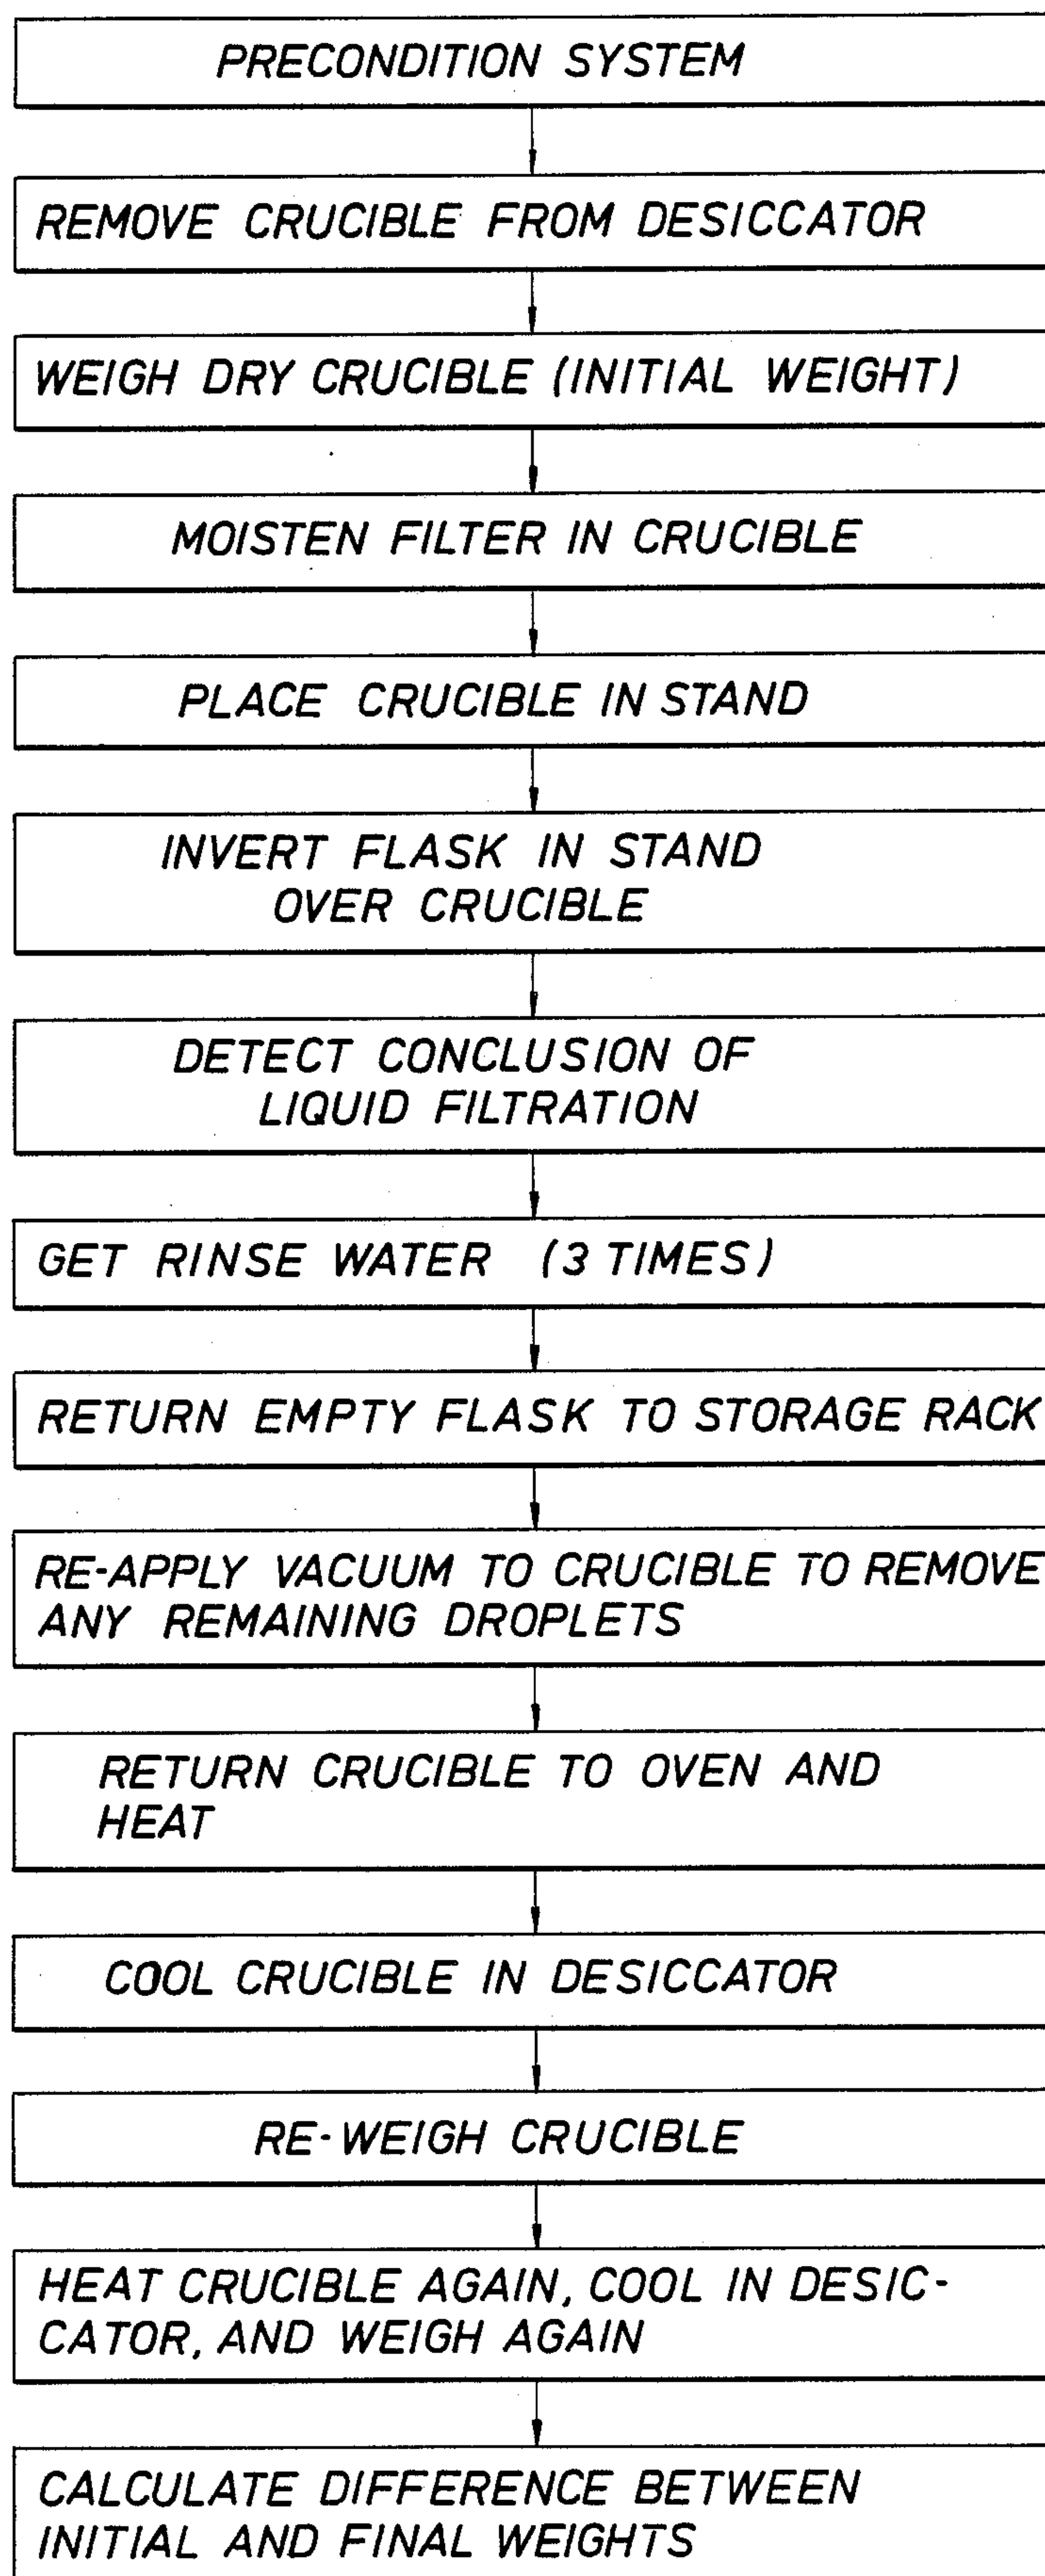 PRECONDITION SYSTEM
REMOVE CRUCIBLE FROM DESICCATOR
WEIGH DRY CRUCIBLE (INITIAL WEIGHT)
MOISTEN FILTER IN CRUCIBLE
PLACE CRUCIBLE IN STAND
INVERT FLASK IN STAND
OVER CRUCIBLE
DETECT CONCLUSION OF
LIQUID FILTRATION
GET RINSE WATER (3 TIMES)
RETURN EMPTY FLASK TO STORAGE RACK
RE-APPLY VACUUM TO CRUCIBLE TO REMOVE
ANY REMAINING DROPLETS
RETURN CRUCIBLE TO OVEN AND
HEAT
COOL CRUCIBLE IN DESICCATOR
RE-WEIGH CRUCIBLE
HEAT CRUCIBLE AGAIN, COOL IN DESIC-
CATOR, AND WEIGH AGAIN
CALCULATE DIFFERENCE BETWEEN
INITIAL AND FINAL WEIGHTS